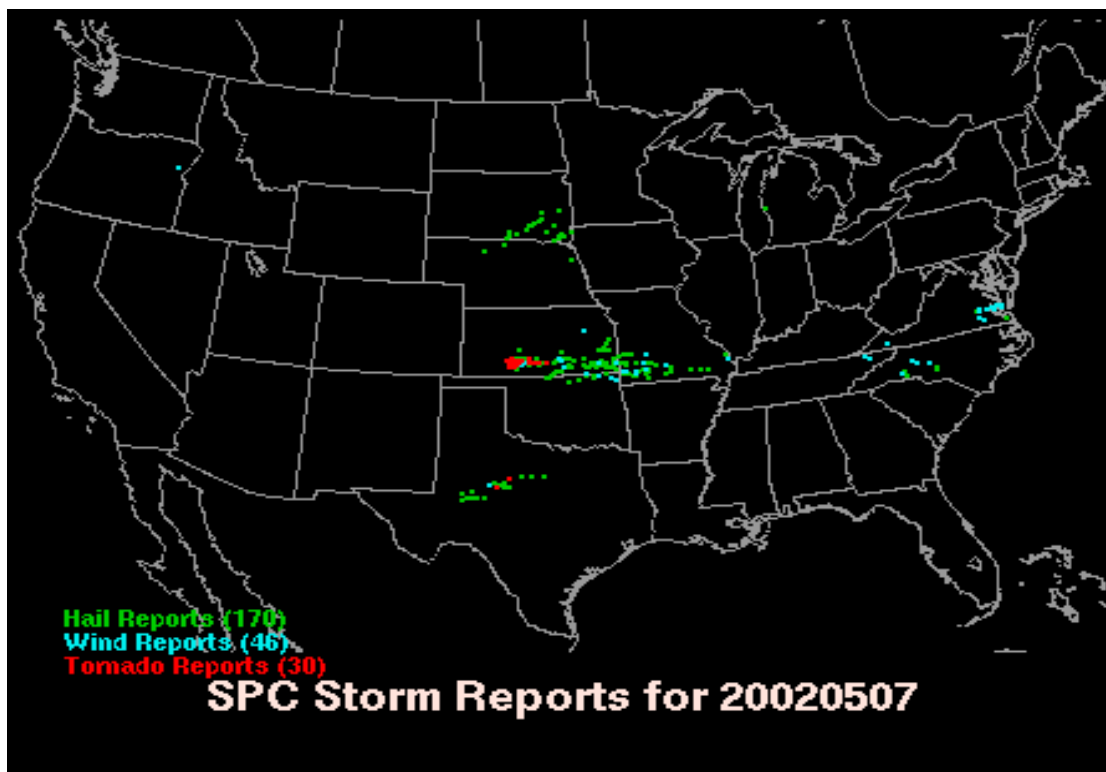 Hail Reports (170)
Wind Reports (46)
Tornado Reports (30)
SPC Storm Reports for 20020507